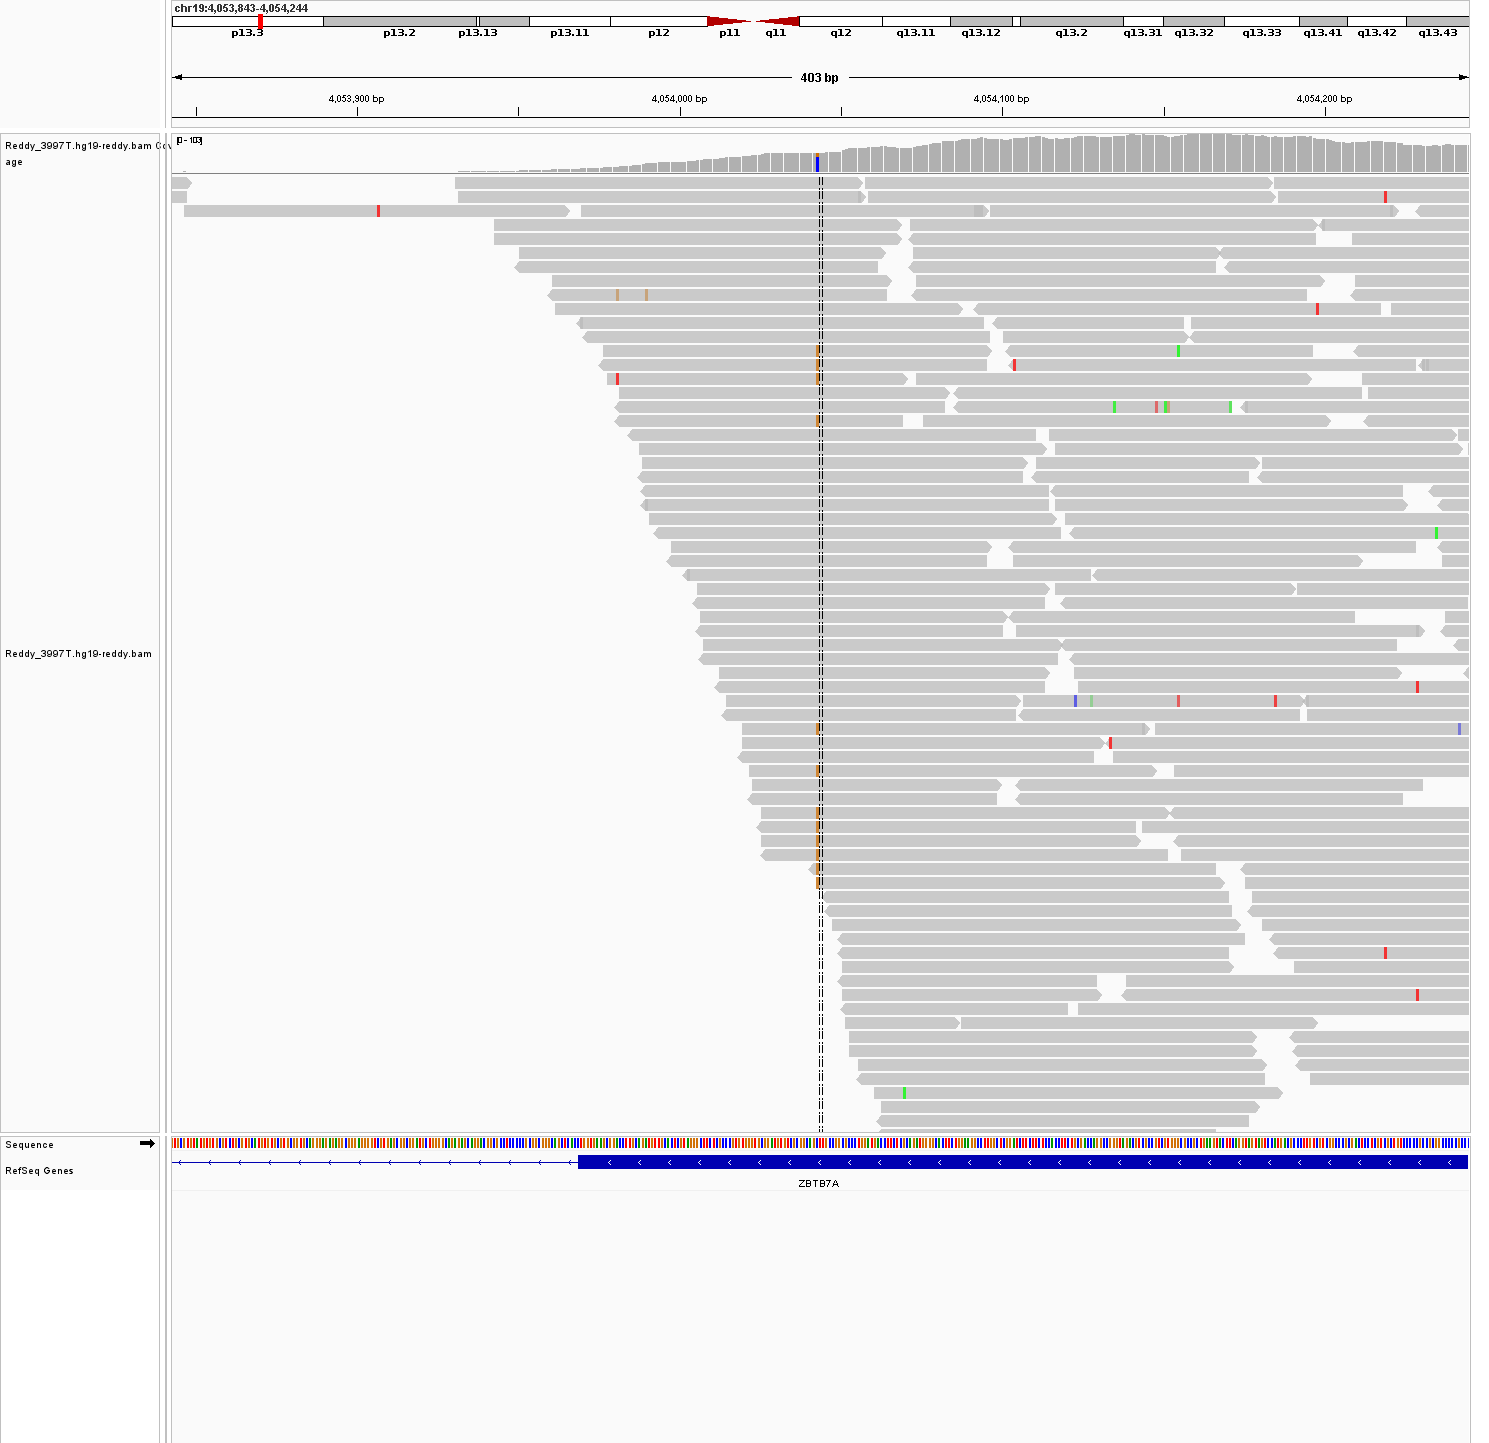 chr19:4,053,843-4,054,244
p13.3 p13.2 p13.13 p13.11 p12 p11 q11 q12 q13.11 q13.12 q13.2 q13.31 q13.32 q13.33 q13.41 q13.42 q13.43
403 bp
4,053,900 bp 4,054,000 bp 4,054,100 bp 4,054,200 bp
Reddy_3997T.hg19-reddy.bam Cov
age
[0 - 103]
Reddy_3997T.hg19-reddy.bam
Sequence
RefSeq Genes
ZBTB7A